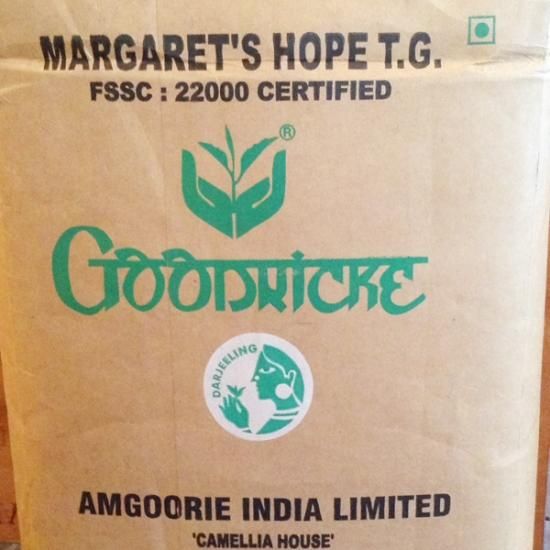 MARGARET'S HOPE T.G.
FSSC : 22000 CERTIFIED
®
GOODRICKE
DARJEELING
AMGOORIE INDIA LIMITED
'CAMELLIA HOUSE'